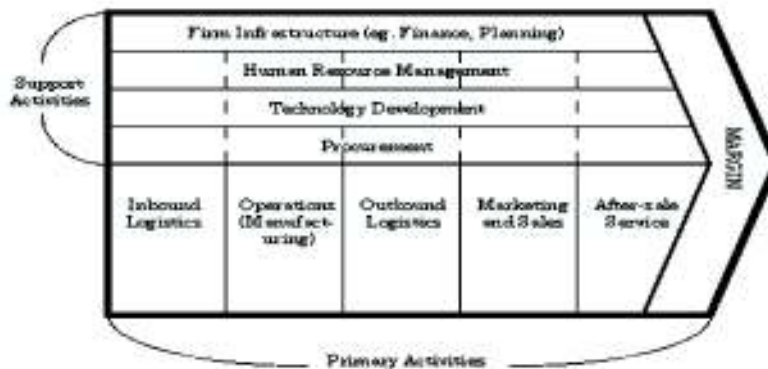 Firm Infrastructure (eg. Finance, Planning)
Support
Activities
Human Resource Management
Technology Development
Procurement
MARGIN
Inbound
Logistics
Operations
(Manufact-
uring)
Outbound
Logistics
Marketing
and Sales
After-sale
Service
Primary Activities